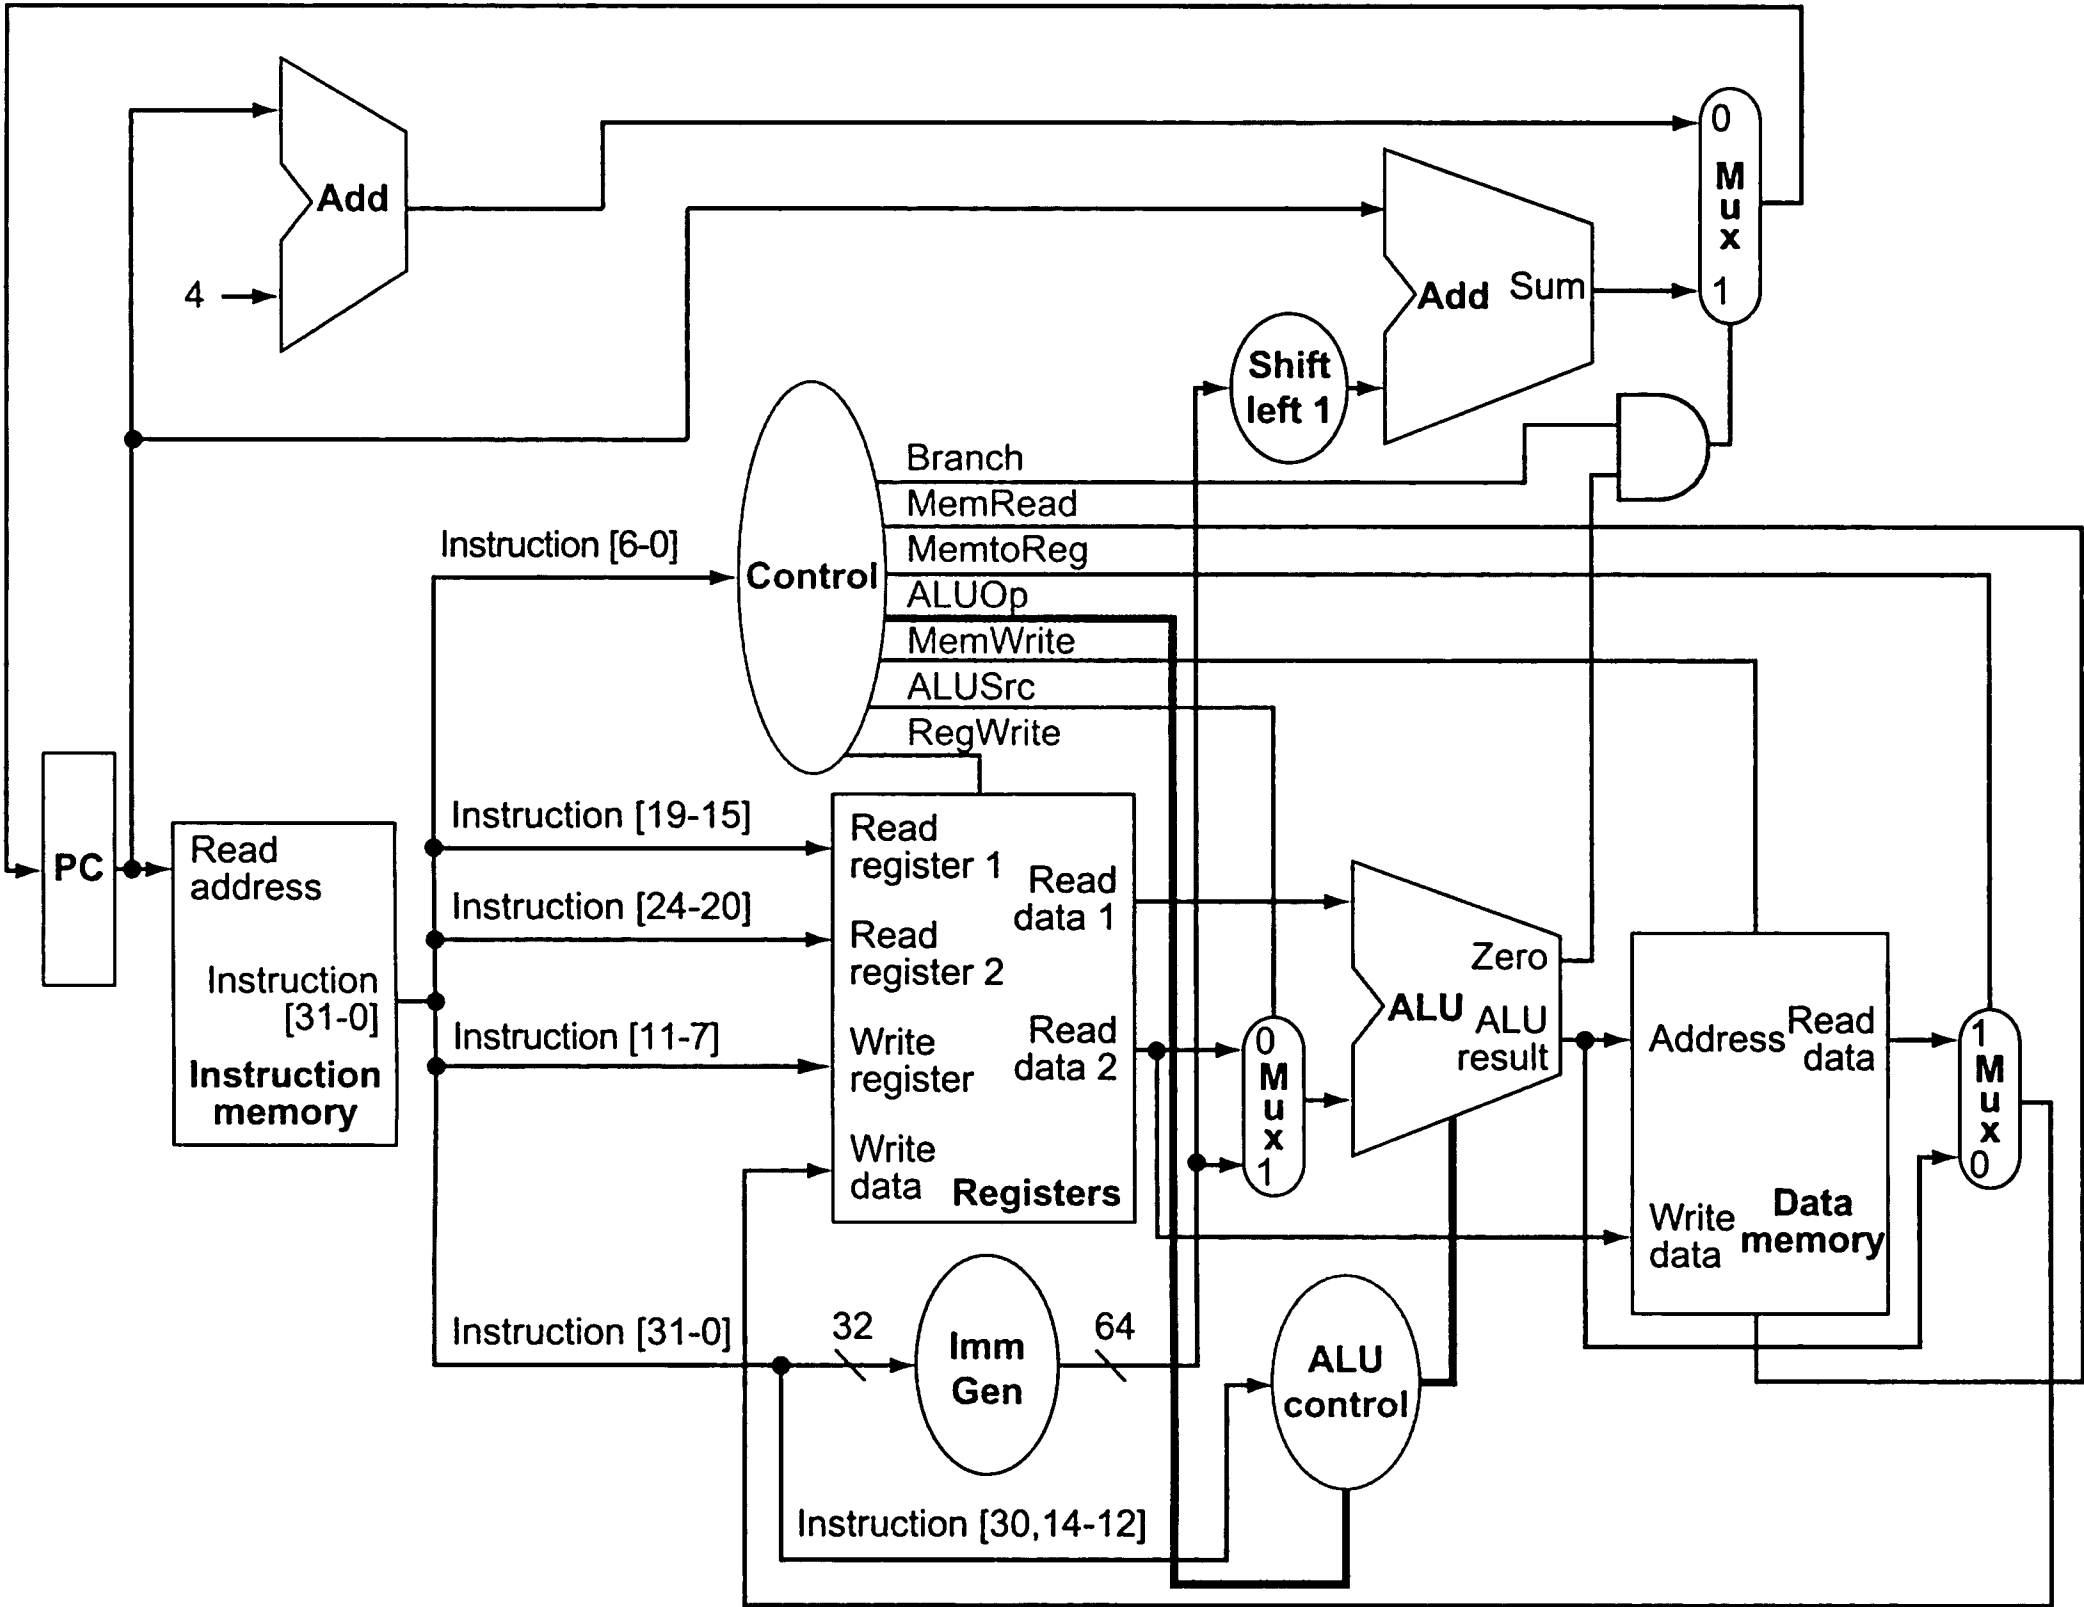 0
M
u
x
1
Add
4
Add Sum
Shift
left 1
Branch
MemRead
MemtoReg
ALUOp
MemWrite
ALUSrc
RegWrite
Control
Instruction [6-0]
PC
Read
address
Instruction
[31-0]
Instruction
memory
Instruction [19-15]
Instruction [24-20]
Instruction [11-7]
Instruction [31-0]
Read
register 1
Read
register 2
Write
register
Write
data
Read
data 1
Read
data 2
Registers
0
M
u
x
1
Zero
ALU
ALU
result
Address
Read
data
Write
data
Data
memory
1
M
u
x
0
32
Imm
Gen
64
ALU
control
Instruction [30,14-12]